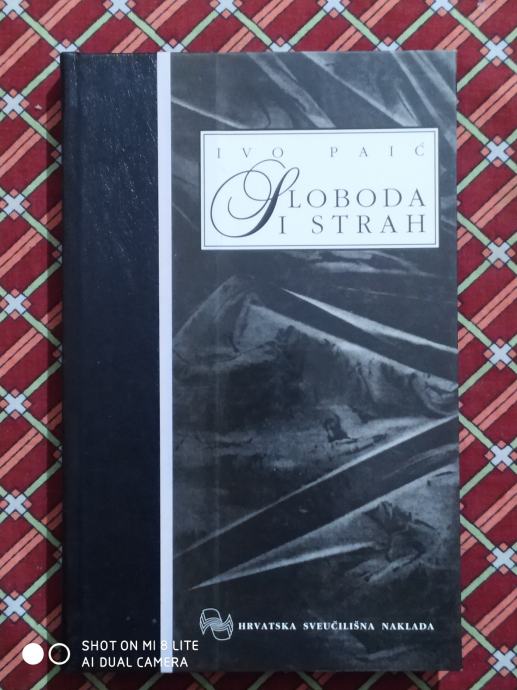 IVO PAIĆ
SLOBODA
I STRAH
HRVATSKA SVEUČILIŠNA NAKLADA
SHOT ON MI 8 LITE
AI DUAL CAMERA